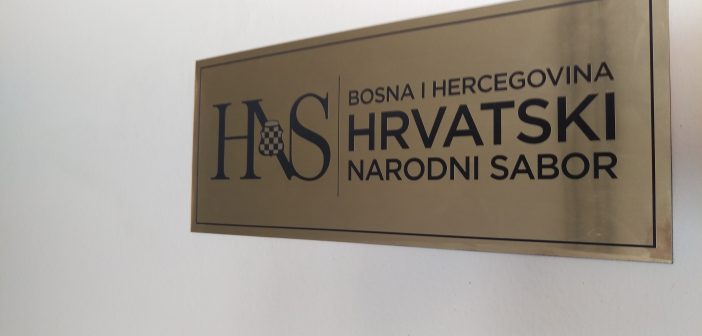 HNS
BOSNA I HERCEGOVINA
HRVATSKI
NARODNI SABOR